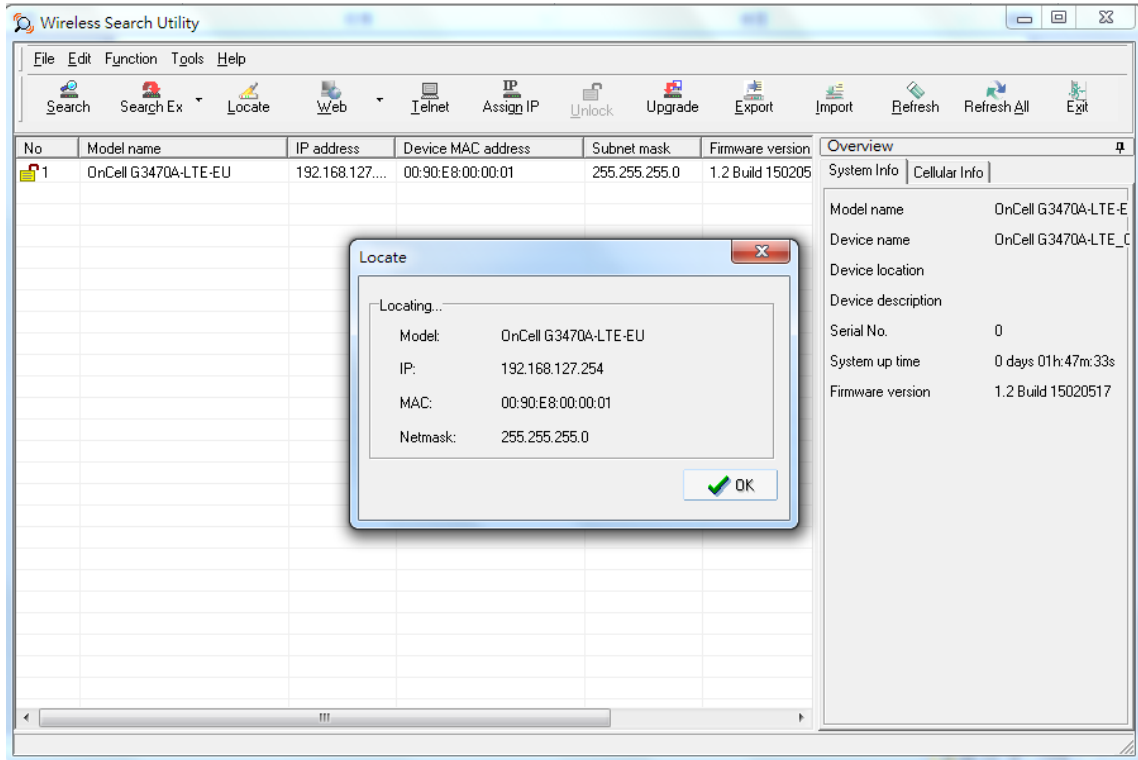 Wireless Search Utility
File Edit Function Tools Help
Search Search Ex Locate Web Telnet Assign IP Unlock Upgrade Export Import Refresh Refresh All Exit
No Model name IP address Device MAC address Subnet mask Firmware version
1 OnCell G3470A-LTE-EU 192.168.127.... 00:90:E8:00:00:01 255.255.255.0 1.2 Build 150205
Overview
System Info Cellular Info
Model name OnCell G3470A-LTE-E
Device name OnCell G3470A-LTE_
Device location
Device description
Serial No. 0
System up time 0 days 01h:47m:33s
Firmware version 1.2 Build 15020517
Locate
Locating...
Model: OnCell G3470A-LTE-EU
IP: 192.168.127.254
MAC: 00:90:E8:00:00:01
Netmask: 255.255.255.0
OK